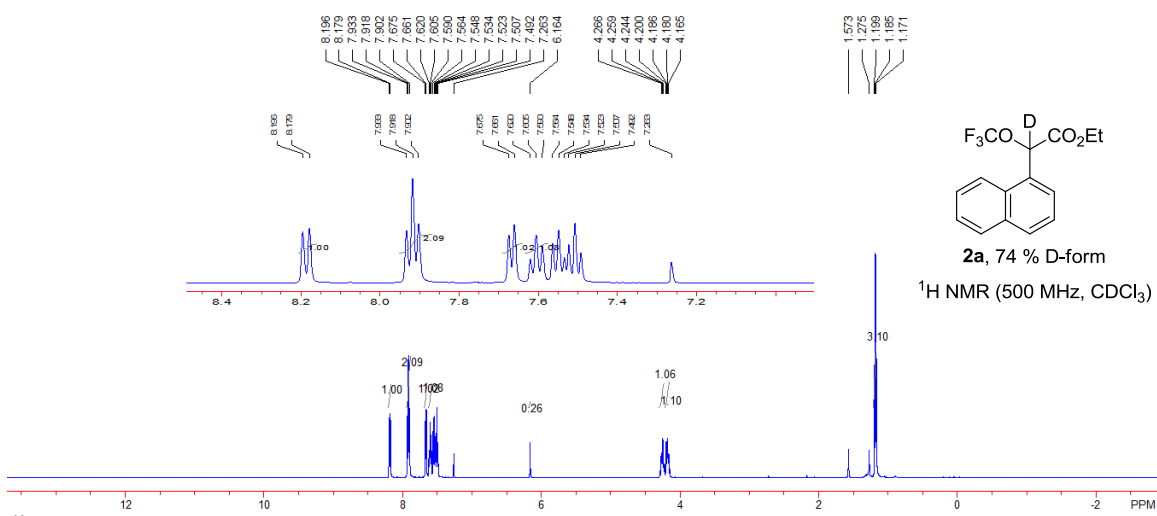 8.196 8.179 7.933 7.918 7.902 7.675 7.661 7.620 7.605 7.590 7.564 7.548 7.534 7.523 7.507 7.492 7.263 6.164 4.266 4.259 4.244 4.200 4.186 4.180 4.165 1.573 1.275 1.199 1.185 1.171
8.196 8.179 7.933 7.918 7.902 7.675 7.661 7.620 7.605 7.590 7.564 7.548 7.534 7.523 7.507 7.492 7.263
D
F3C O CO2Et
1.00 2.09 1.08
8.4 8.2 8.0 7.8 7.6 7.4 7.2
2a, 74 % D-form
1H NMR (500 MHz, CDCl3)
3.10
2.09 1.06
1.00 1.02 1.08 0.26 1.10
12 10 8 6 4 2 0 -2 PPM